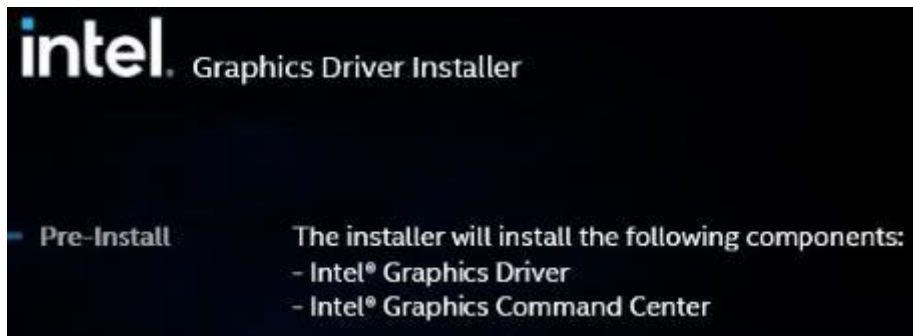 intel. Graphics Driver Installer
Pre-Install
The installer will install the following components:
- Intel® Graphics Driver
- Intel® Graphics Command Center